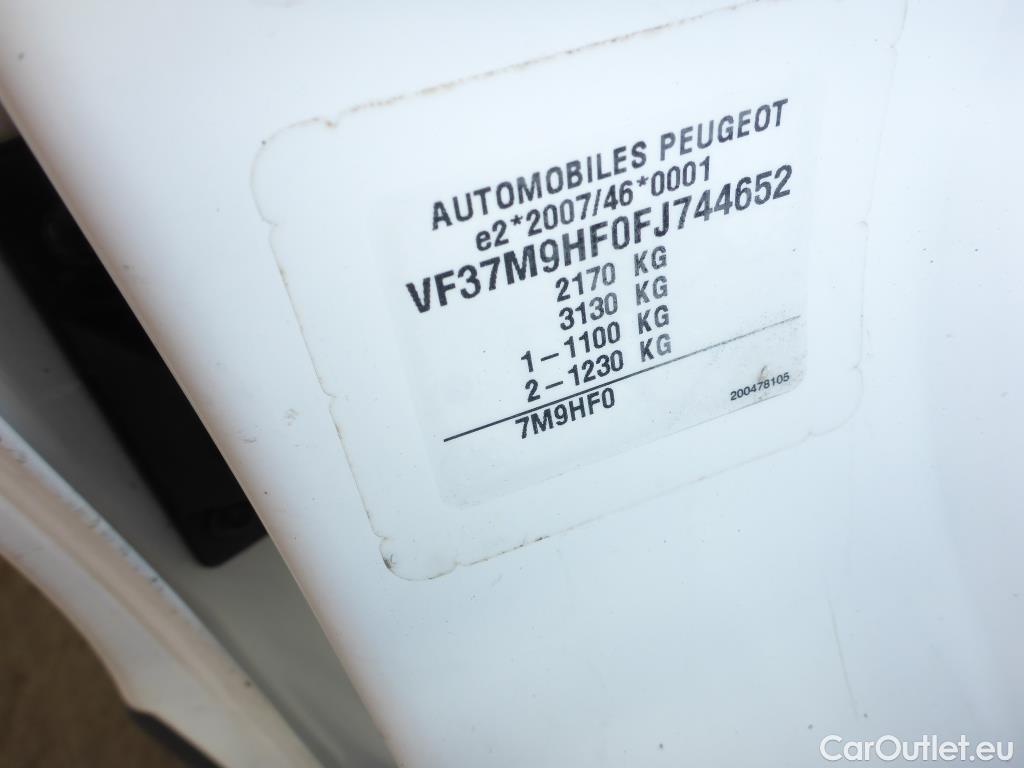 AUTOMOBILES PEUGEOT
e2*2007/46*0001
VF37M9HF0FJ744652
2170 KG
3130 KG
1-1100 KG
2-1230 KG
7M9HF0
200478105
CarOutlet.eu